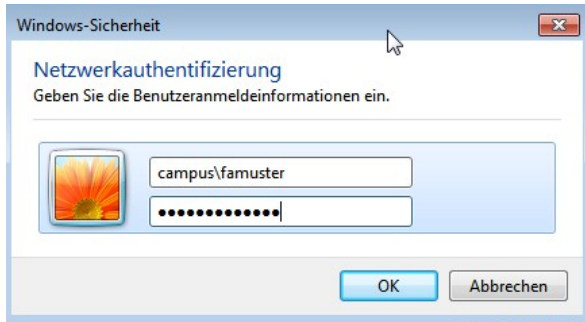 Windows-Sicherheit
Netzwerkauthentifizierung
Geben Sie die Benutzeranmeldeinformationen ein.
campus\famuster
●●●●●●●●●●●●●
OK
Abbrechen